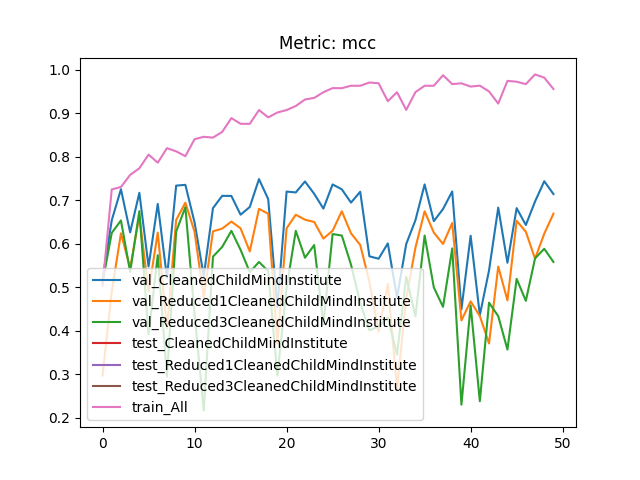 Metric: mcc
1.0
0.9
0.8
0.7
0.6
0.5
0.4
0.3
0.2
val_CleanedChildMindInstitute
val_Reduced1CleanedChildMindInstitute
val_Reduced3CleanedChildMindInstitute
test_CleanedChildMindInstitute
test_Reduced1CleanedChildMindInstitute
test_Reduced3CleanedChildMindInstitute
train_All
0 10 20 30 40 50